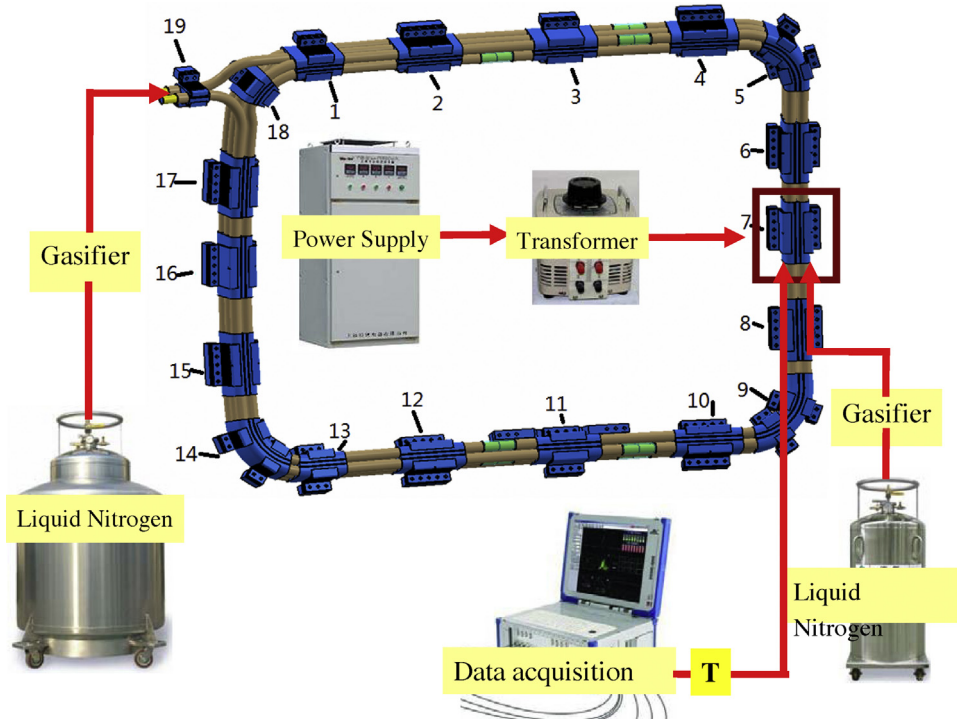 19
1
2
3
4
5
18
6
17
7
Power Supply
Transformer
Gasifier
16
8
15
9
12
11
10
Gasifier
13
14
Liquid Nitrogen
Liquid
Nitrogen
Data acquisition
T